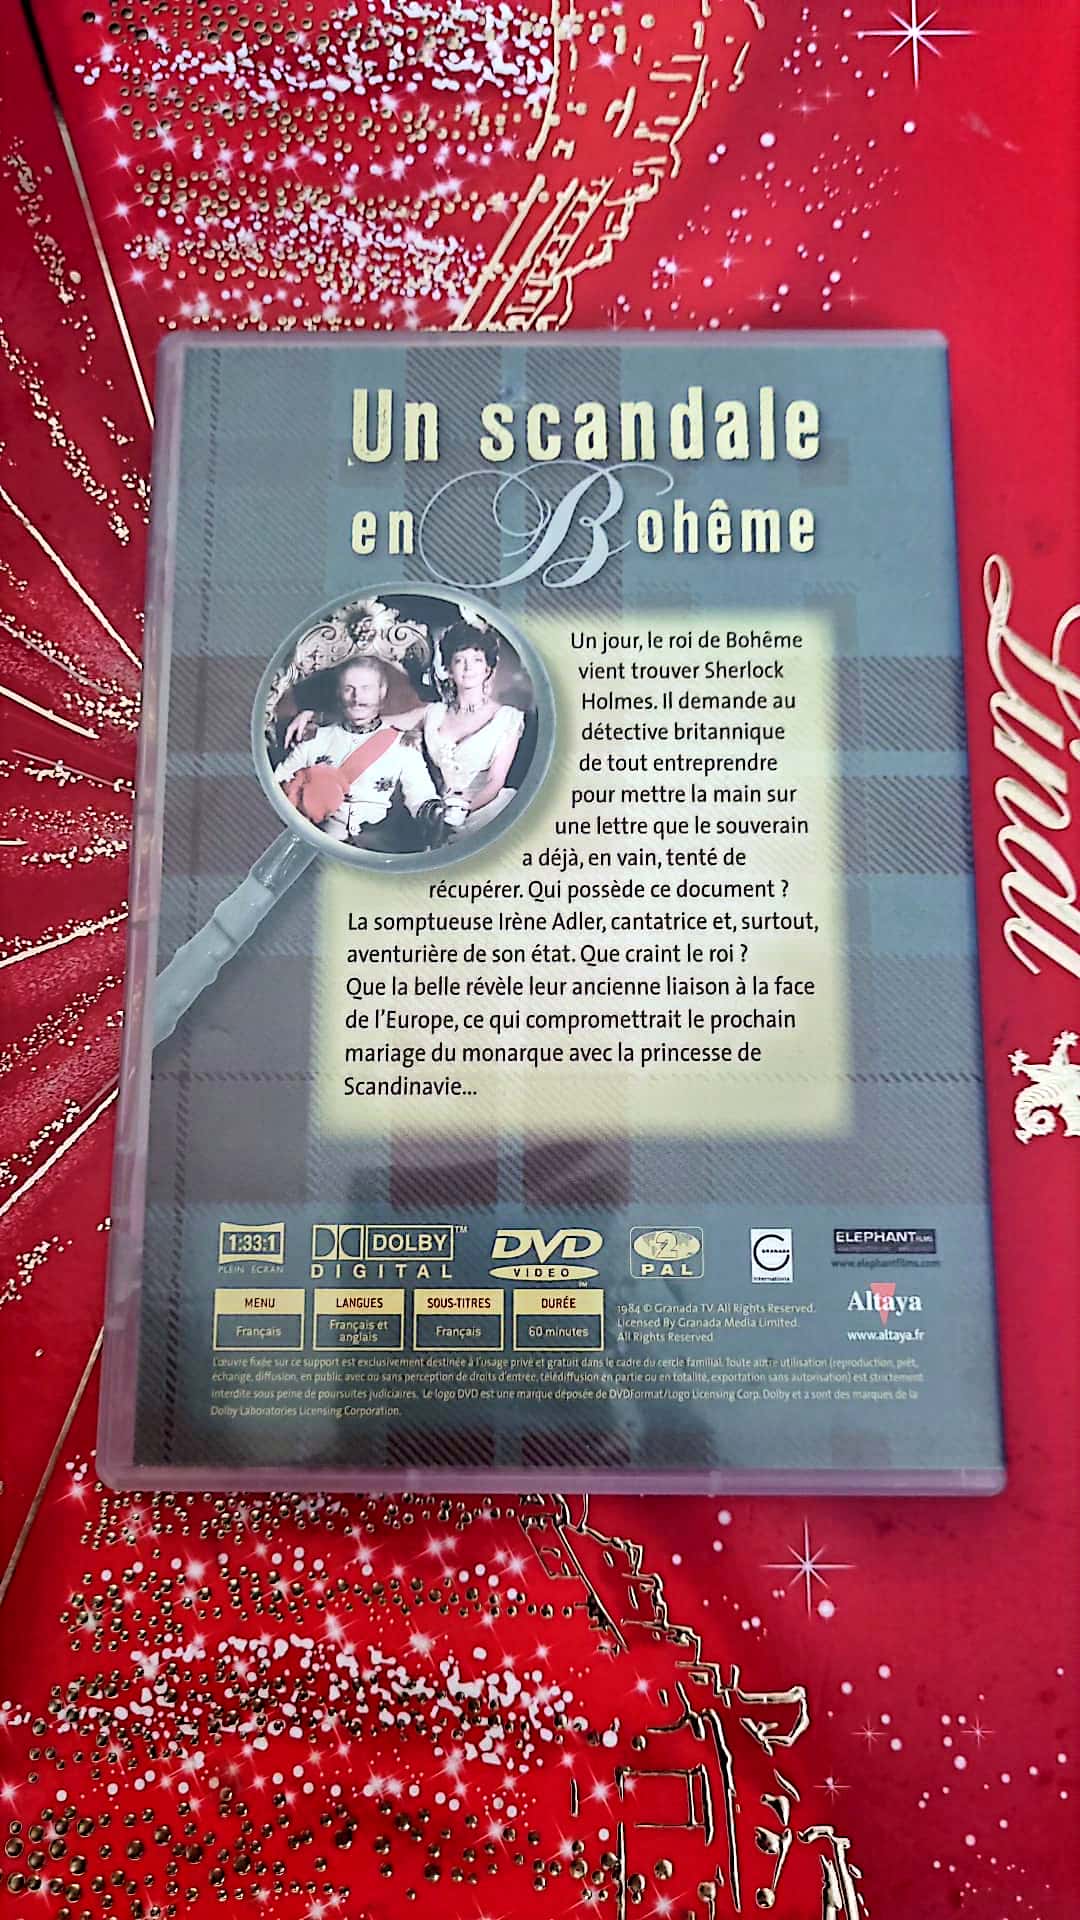 Un scandale
en Bohême
Un jour, le roi de Bohême
vient trouver Sherlock
Holmes. Il demande au
détective britannique
de tout entreprendre
pour mettre la main sur
une lettre que le souverain
a déjà, en vain, tenté de
récupérer. Qui possède ce document ?
La somptueuse Irène Adler, cantatrice et, surtout,
aventurière de son état. Que craint le roi ?
Que la belle révèle leur ancienne liaison à la face
de l'Europe, ce qui compromettrait le prochain
mariage du monarque avec la princesse de
Scandinavie...
Lindt
1:33:1
PLEIN ÉCRAN
DOLBY™
DIGITAL
DVD
VIDEO™
2
PAL
G
GRANADA
International
ELEPHANT FILMS
www.elephantfilms.com
MENU
Français
LANGUES
Français et
anglais
SOUS-TITRES
Français
DURÉE
60 minutes
1984 © Granada TV. All Rights Reserved.
Licensed By Granada Media Limited.
All Rights Reserved
Altaya
www.altaya.fr
L'œuvre fixée sur ce support est exclusivement destinée à l'usage privé et gratuit dans le cadre du cercle familial. Toute autre utilisation (reproduction, prêt,
échange, diffusion, en public avec ou sans perception de droits d'entrée, télédiffusion en partie ou en totalité, exportation sans autorisation) est strictement
interdite sous peine de poursuites judiciaires. Le logo DVD est une marque déposée de DVDFormat/Logo Licensing Corp. Dolby et a sont des marques de la
Dolby Laboratories Licensing Corporation.